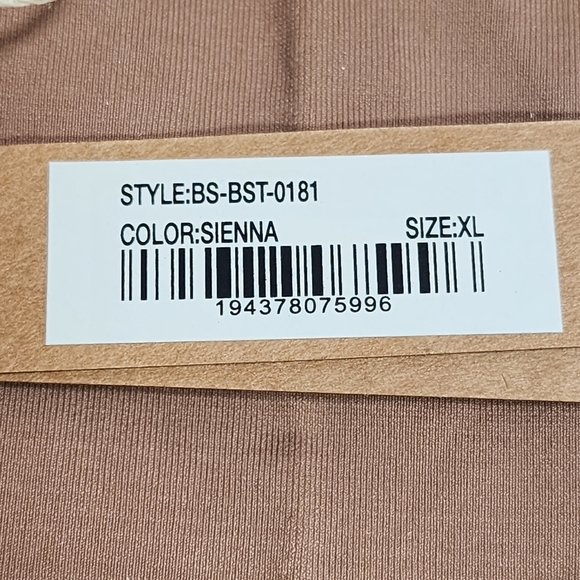 STYLE:BS-BST-0181
COLOR:SIENNA SIZE:XL
194378075996